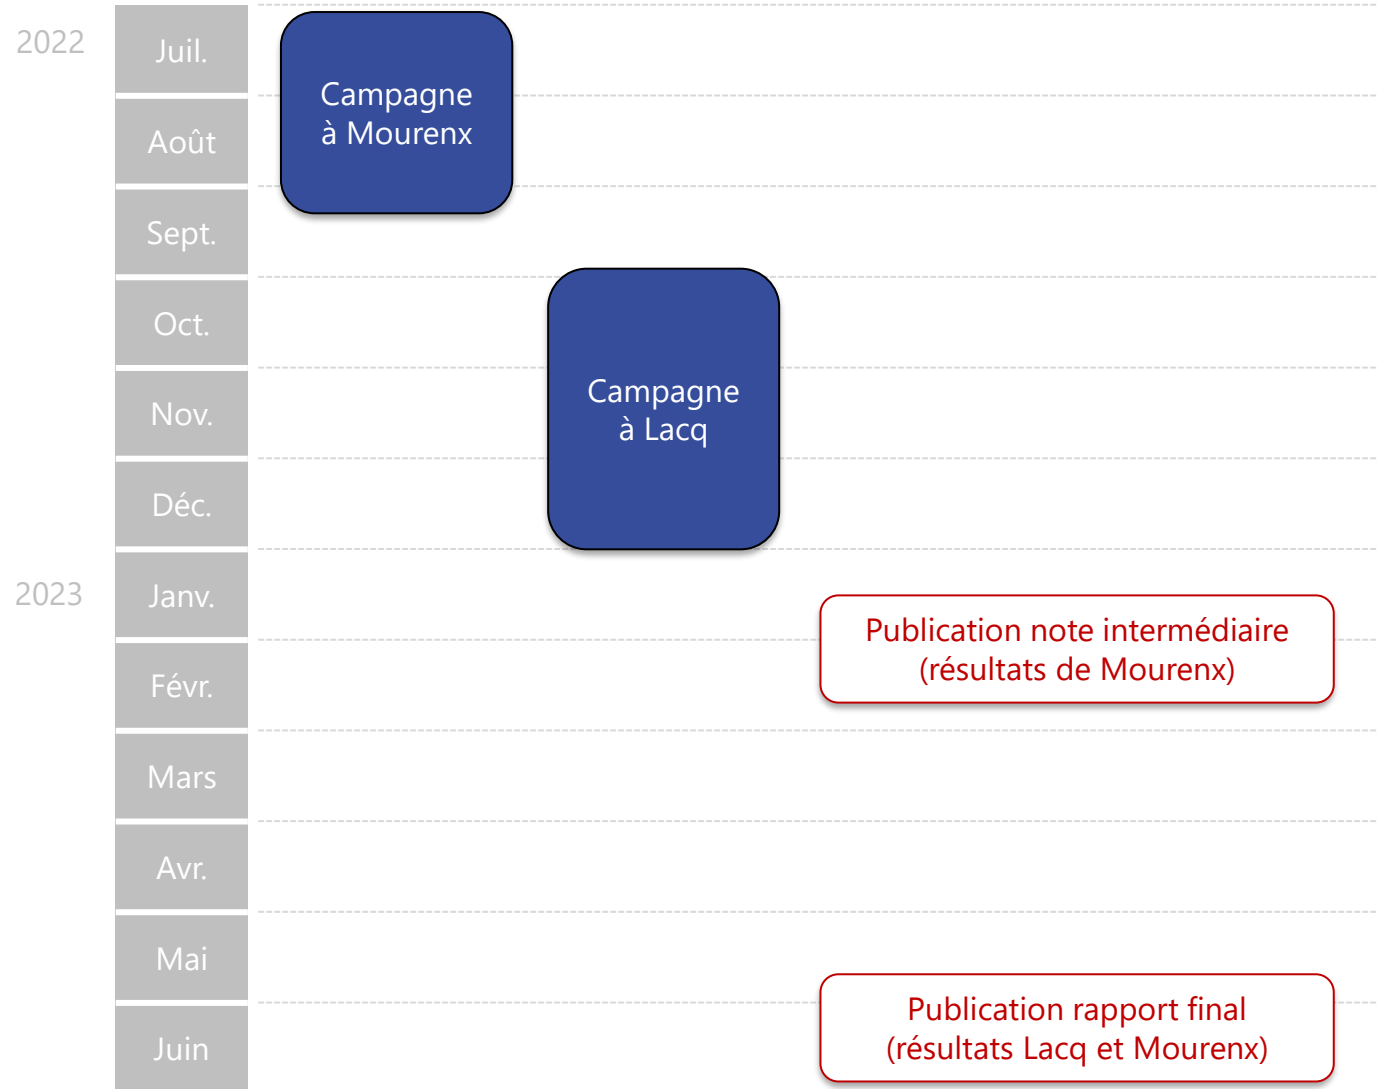 2022
Juil.
Campagne
à Mourenx
Août
Sept.
Oct.
Campagne
à Lacq
Nov.
Déc.
2023
Janv.
Publication note intermédiaire
(résultats de Mourenx)
Févr.
Mars
Avr.
Mai
Publication rapport final
(résultats Lacq et Mourenx)
Juin